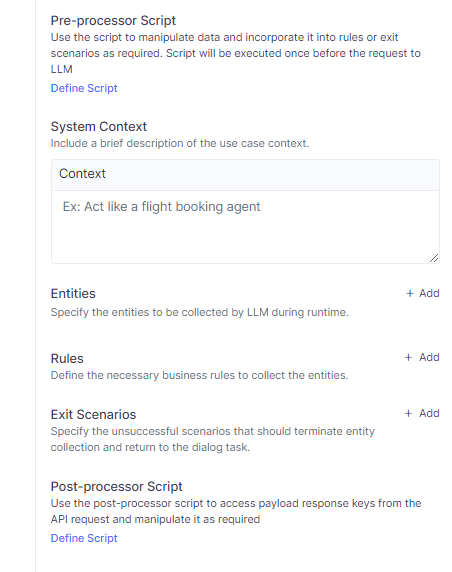 Pre-processor Script
Use the script to manipulate data and incorporate it into rules or exit
scenarios as required. Script will be executed once before the request to
LLM
Define Script
System Context
Include a brief description of the use case context.
Context
Ex: Act like a flight booking agent
Entities
+ Add
Specify the entities to be collected by LLM during runtime.
Rules
+ Add
Define the necessary business rules to collect the entities.
Exit Scenarios
+ Add
Specify the unsuccessful scenarios that should terminate entity
collection and return to the dialog task.
Post-processor Script
Use the post-processor script to access payload response keys from the
API request and manipulate it as required
Define Script